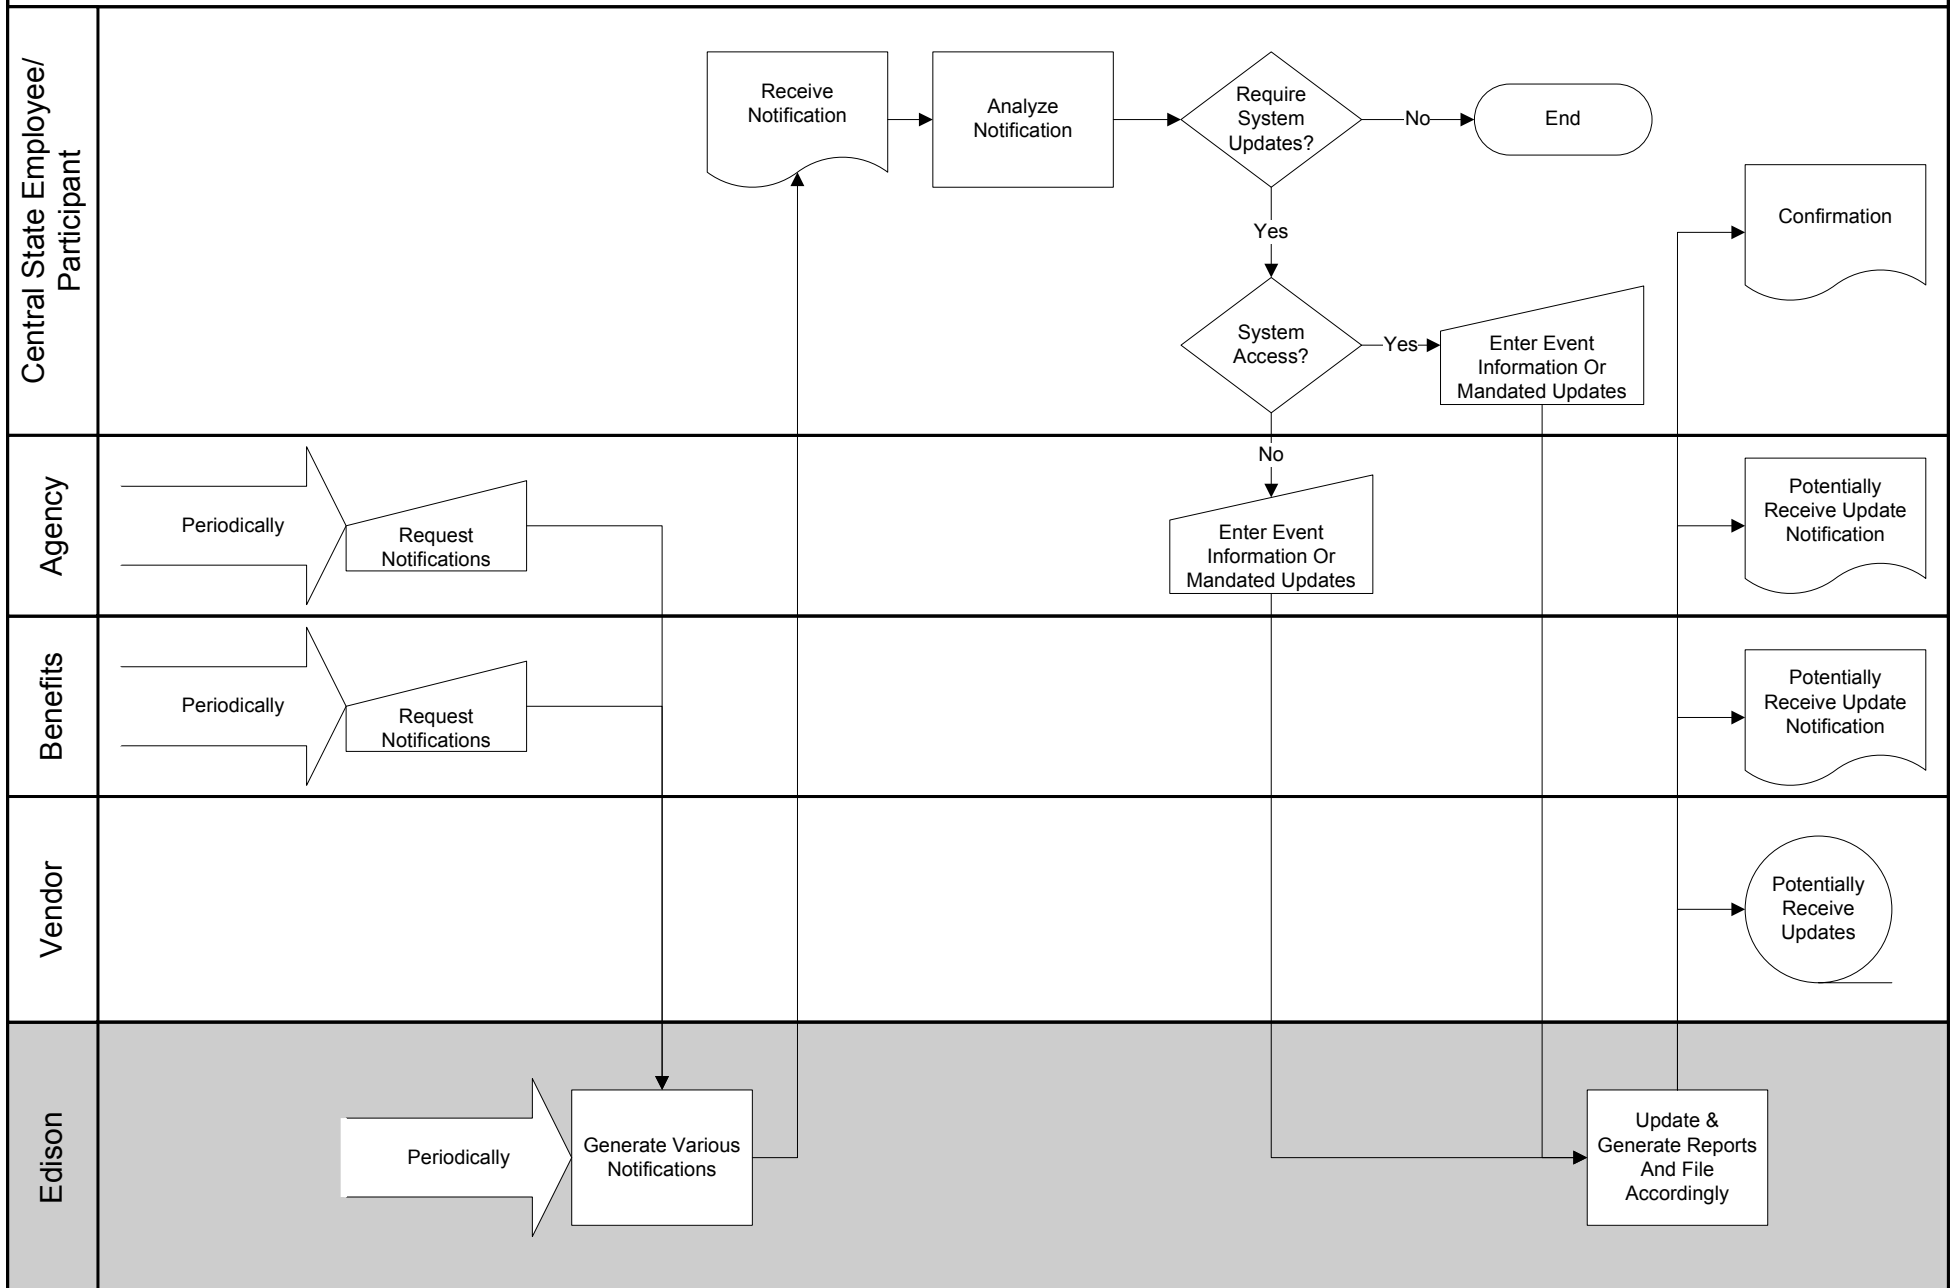 Central State Employee/
Participant
Receive
Notification
Analyze
Notification
Require
System
Updates?
No
End
Yes
Confirmation
System
Access?
Yes
Enter Event
Information Or
Mandated Updates
Agency
Periodically
Request
Notifications
No
Enter Event
Information Or
Mandated Updates
Potentially
Receive Update
Notification
Benefits
Periodically
Request
Notifications
Potentially
Receive Update
Notification
Vendor
Potentially
Receive
Updates
Edison
Periodically
Generate Various
Notifications
Update &
Generate Reports
And File
Accordingly